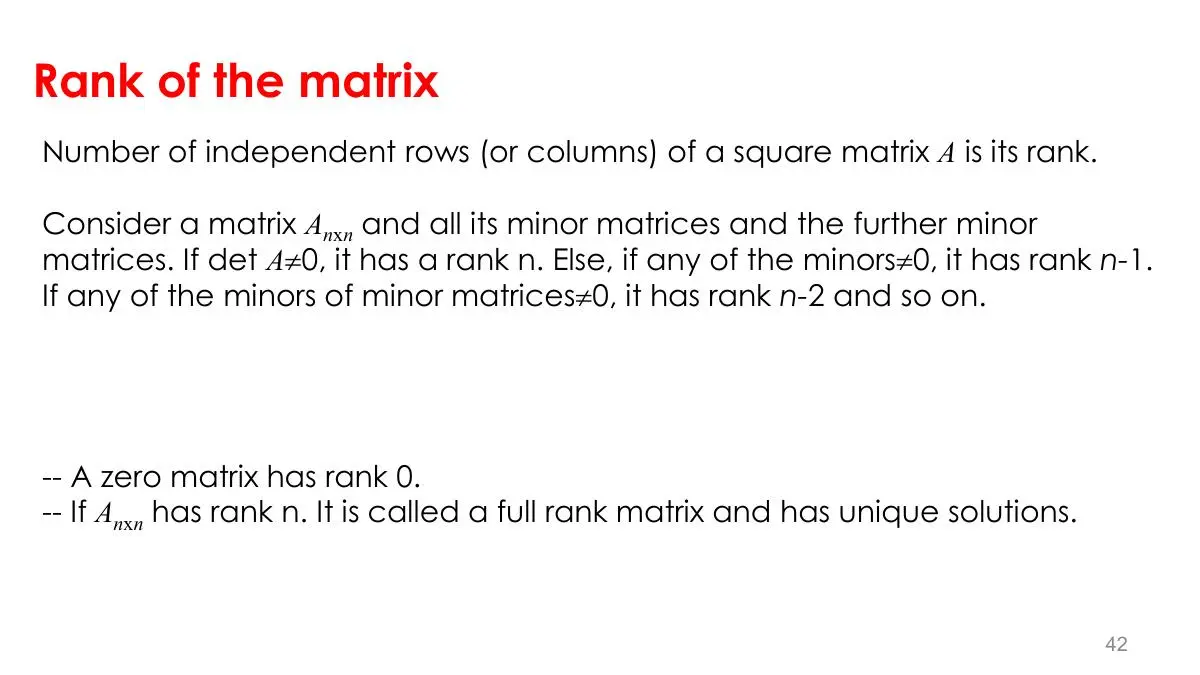 Rank of the matrix
Number of independent rows (or columns) of a square matrix A is its rank.
Consider a matrix Anxn and all its minor matrices and the further minor
matrices. If det A≠0, it has a rank n. Else, if any of the minors≠0, it has rank n-1.
If any of the minors of minor matrices≠0, it has rank n-2 and so on.
-- A zero matrix has rank 0.
-- If Anxn has rank n. It is called a full rank matrix and has unique solutions.
42